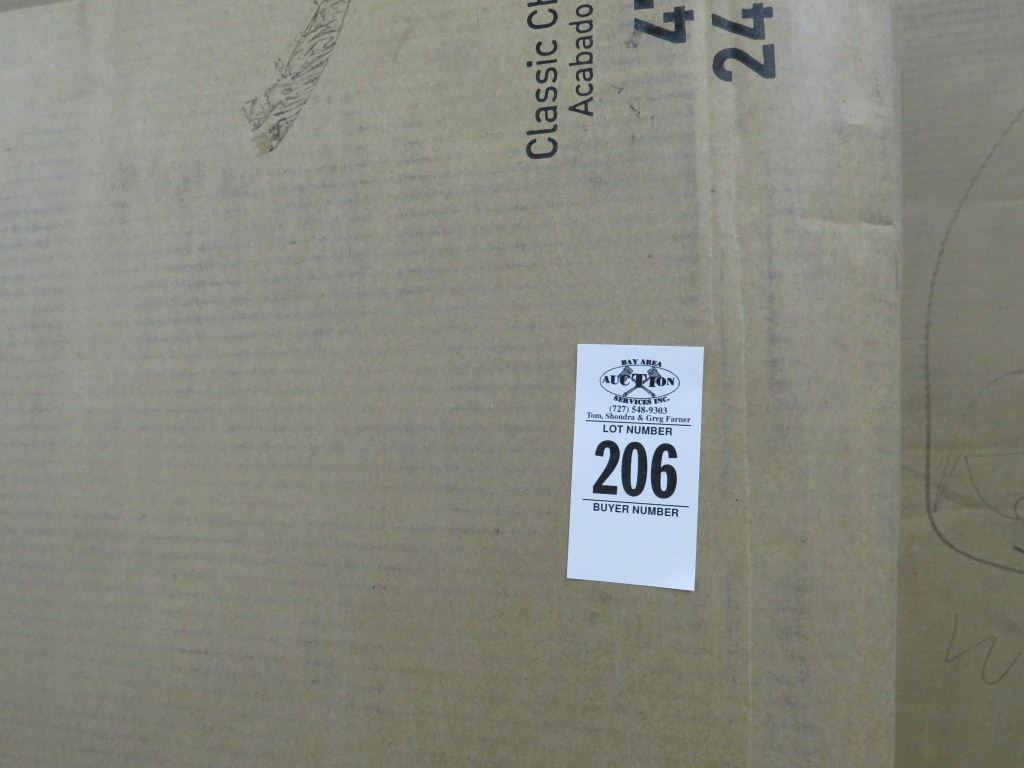 Classic Ch
Acabado
4
24
BAY AREA
AUCTION
SERVICES INC.
(727) 548-9303
Tom, Shondra & Greg Farner
LOT NUMBER
206
BUYER NUMBER